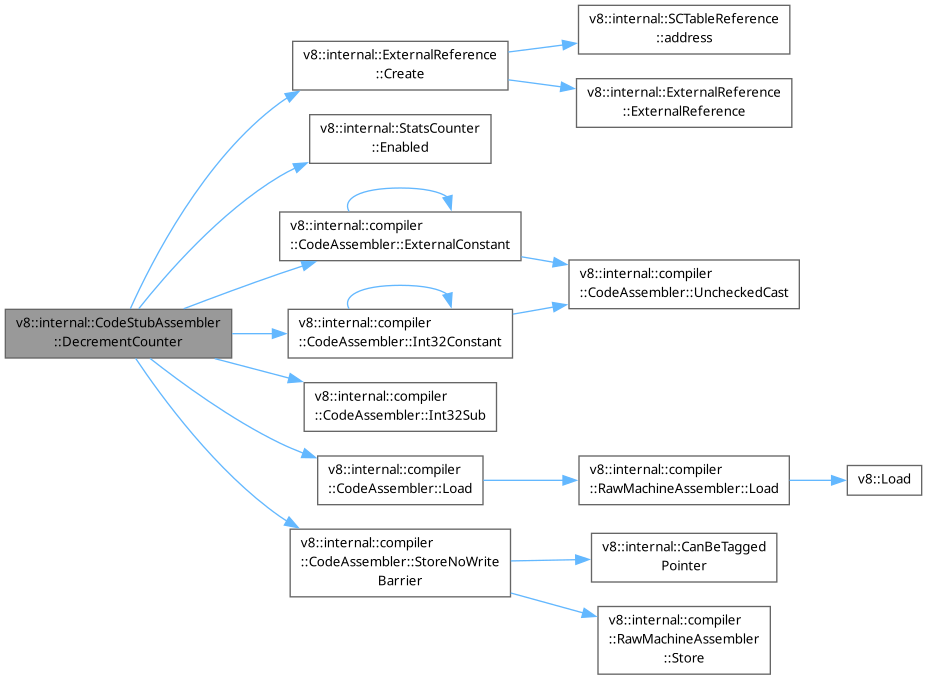 v8::internal::SCTableReference
::address
v8::internal::ExternalReference
::Create
v8::internal::ExternalReference
::ExternalReference
v8::internal::StatsCounter
::Enabled
v8::internal::compiler
::CodeAssembler::ExternalConstant
v8::internal::compiler
::CodeAssembler::UncheckedCast
v8::internal::CodeStubAssembler
::DecrementCounter
v8::internal::compiler
::CodeAssembler::Int32Constant
v8::internal::compiler
::CodeAssembler::Int32Sub
v8::internal::compiler
::CodeAssembler::Load
v8::internal::compiler
::RawMachineAssembler::Load
v8::Load
v8::internal::compiler
::CodeAssembler::StoreNoWrite
Barrier
v8::internal::CanBeTagged
Pointer
v8::internal::compiler
::RawMachineAssembler
::Store